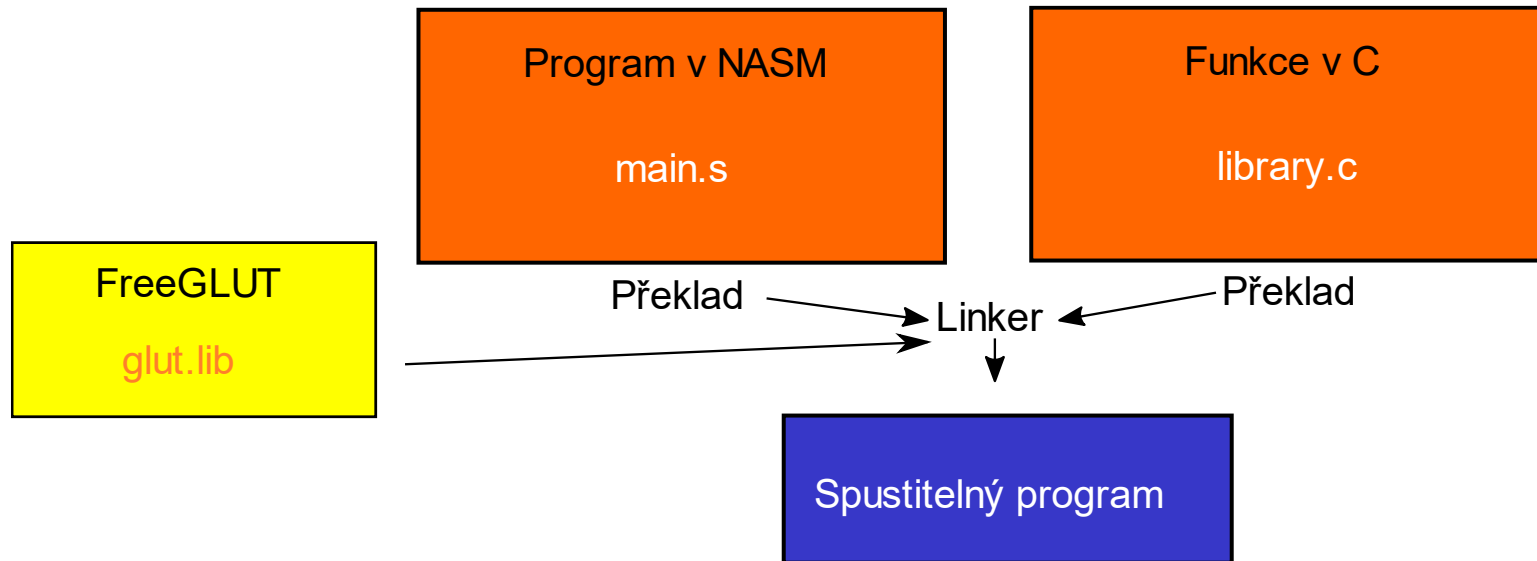 Program v NASM
main.s
Funkce v C
library.c
FreeGLUT
glut.lib
Překlad
Linker
Překlad
Spustitelný program